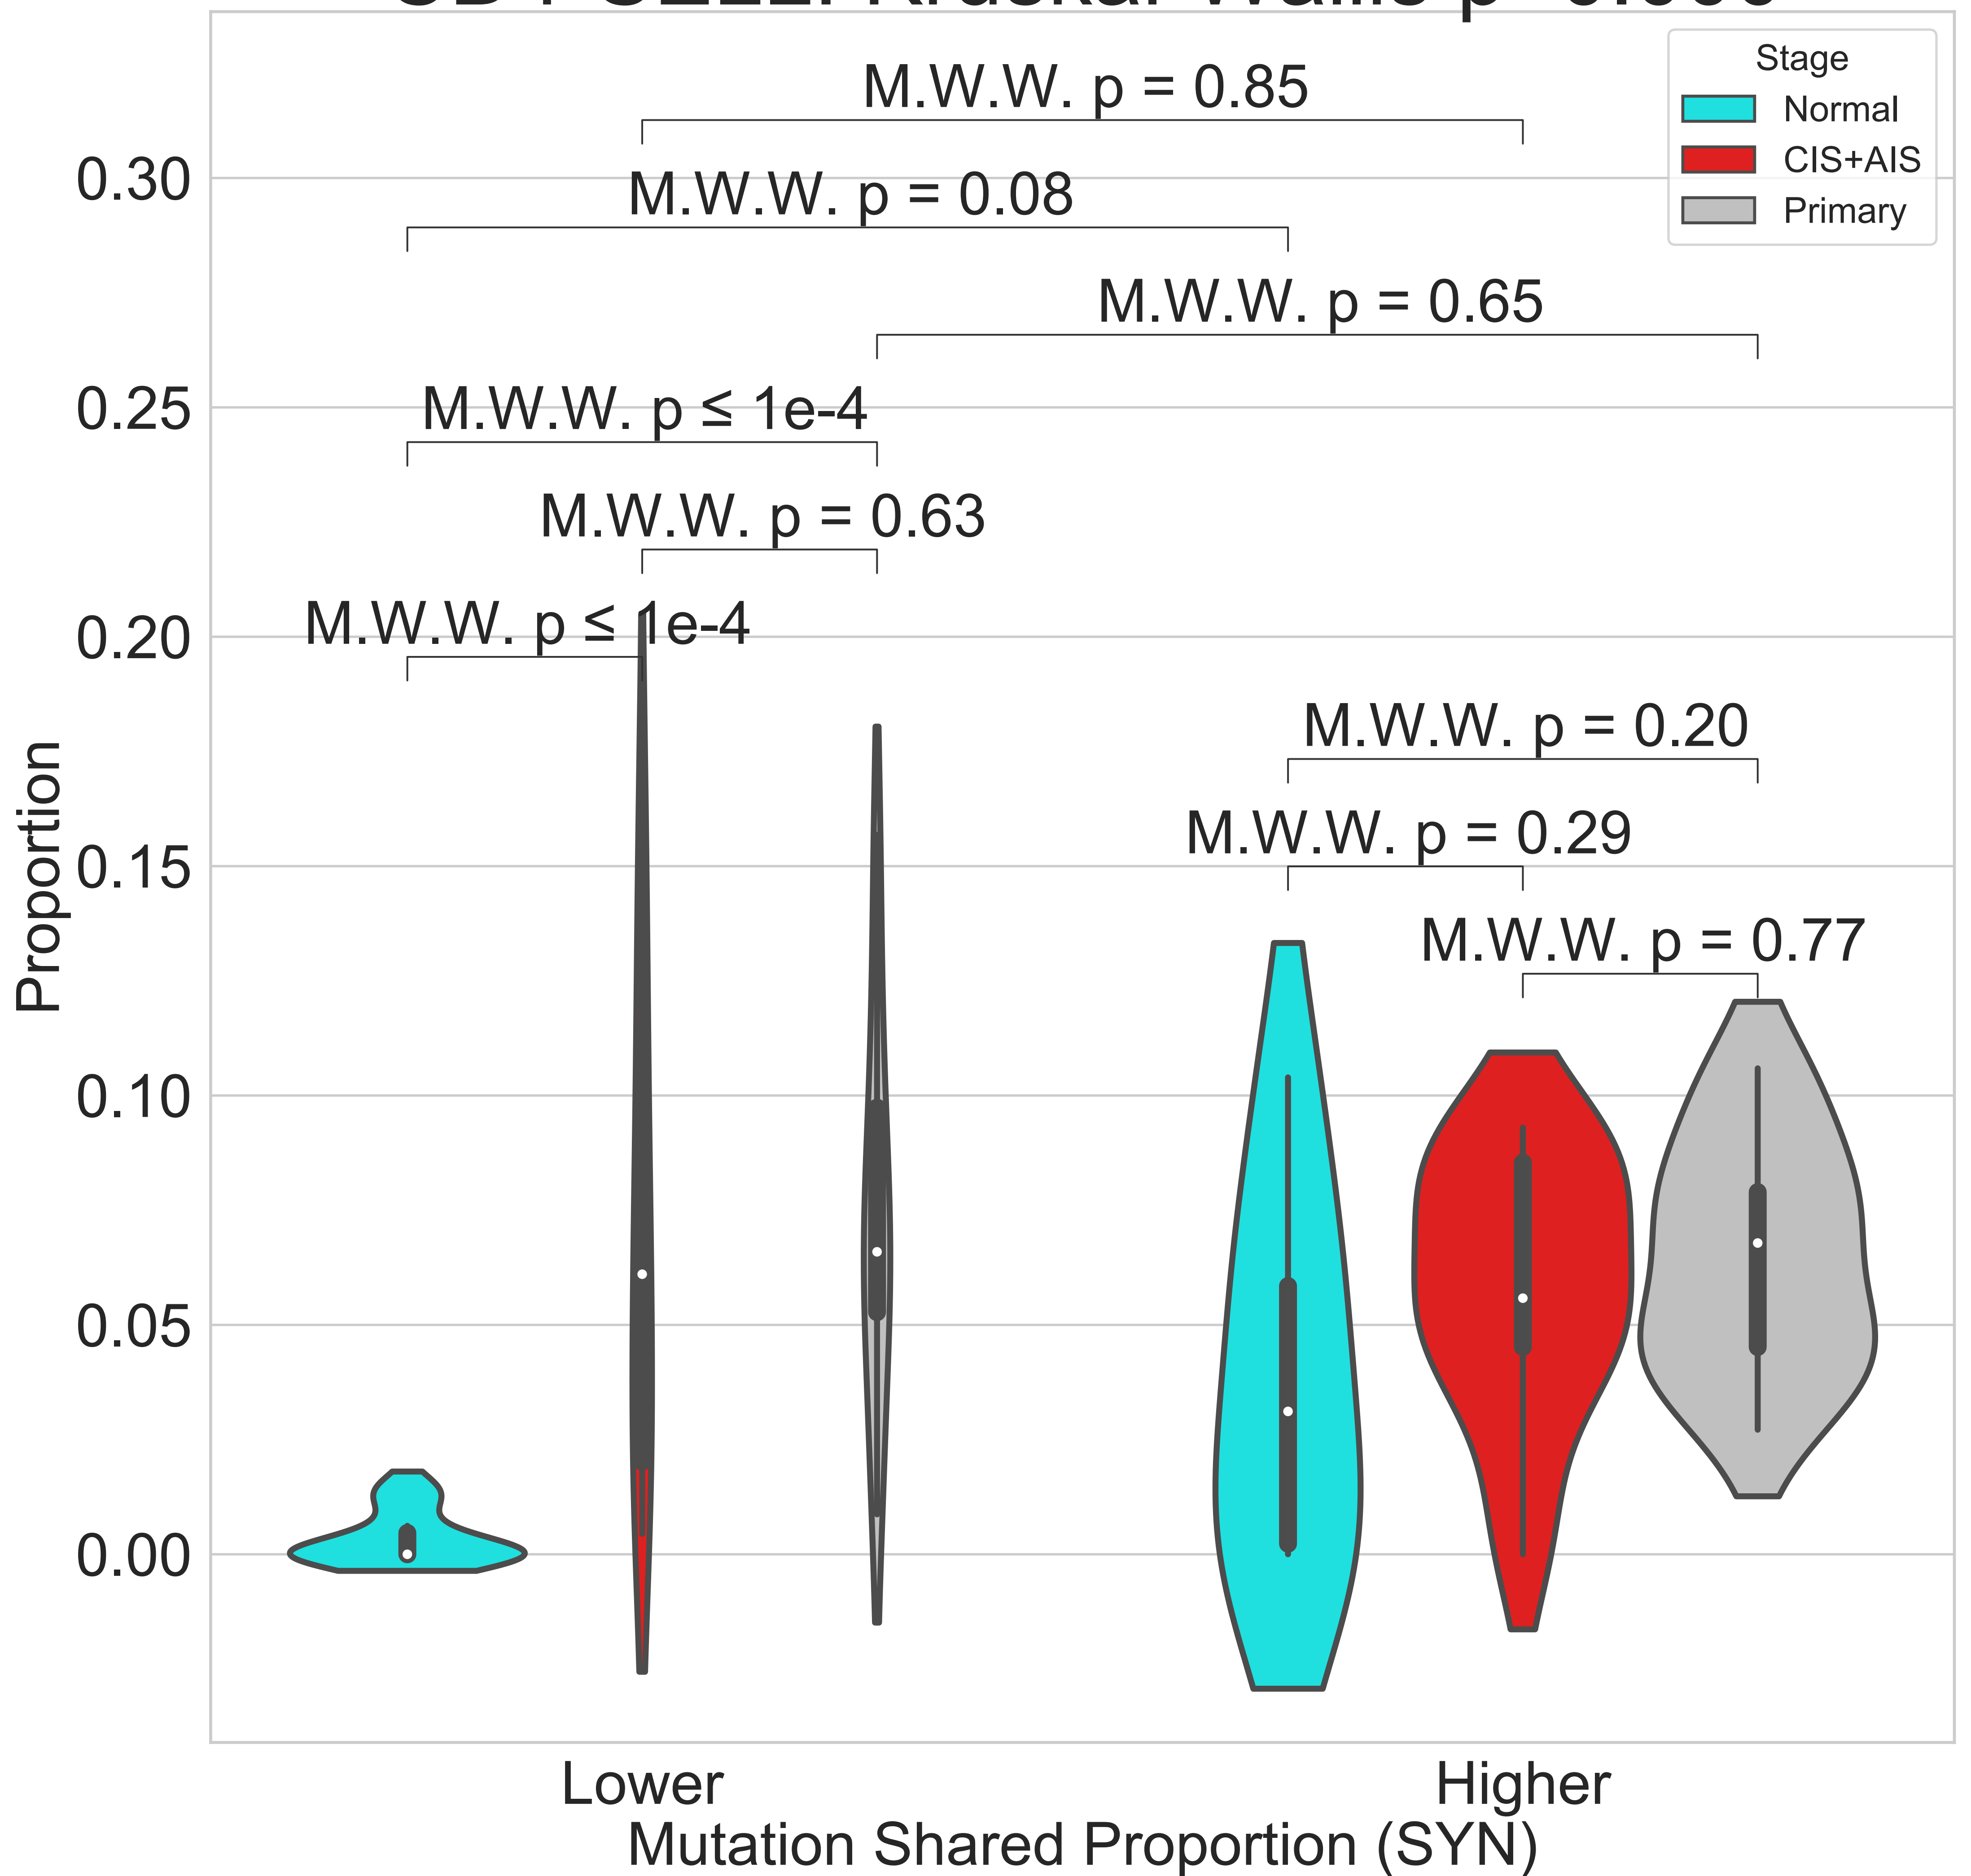 Stage
Normal
CIS+AIS
Primary
M.W.W. p = 0.85
M.W.W. p = 0.08
M.W.W. p = 0.65
M.W.W. p ≤ 1e-4
M.W.W. p = 0.63
M.W.W. p ≤ 1e-4
M.W.W. p = 0.20
M.W.W. p = 0.29
M.W.W. p = 0.77
0.30
0.25
0.20
0.15
0.10
0.05
0.00
Proportion
Lower
Higher
Mutation Shared Proportion (SYN)